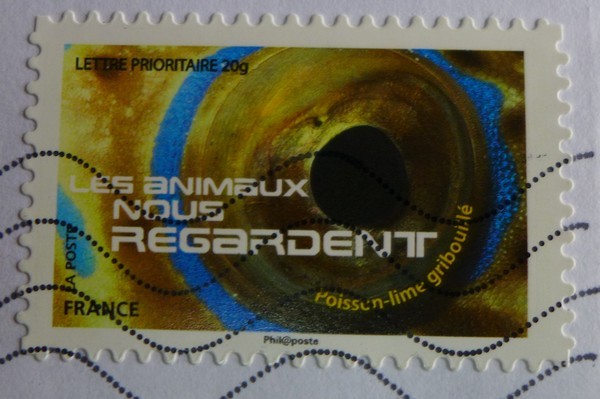 LETTRE PRIORITAIRE 20g
LES ANIMAUX
NOUS
REGARDENT
Poisson-lime gribouillé
LA POSTE
FRANCE
Phil@poste